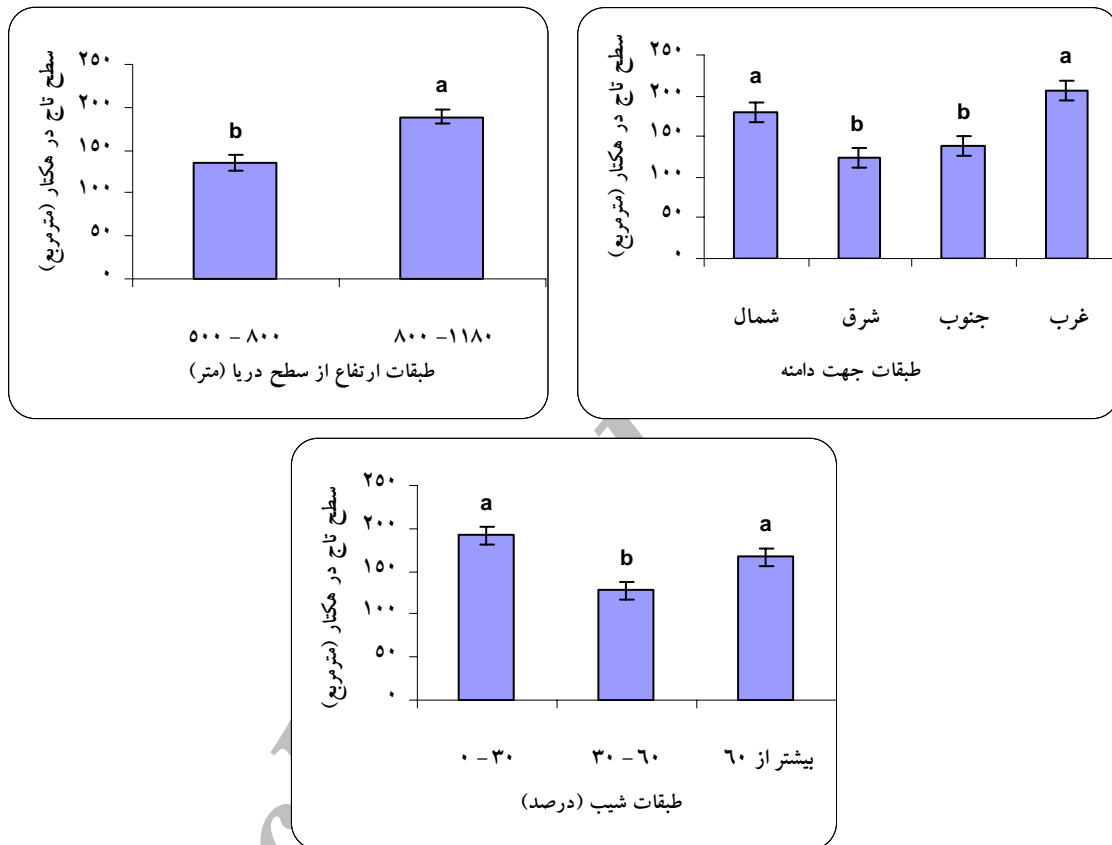 سطح تاج در هکتار (مترمربع)
۲۵۰
۲۰۰
۱۵۰
۱۰۰
۵۰
۰
b
a
۵۰۰ - ۸۰۰
۸۰۰ - ۱۱۸۰
طبقات ارتفاع از سطح دریا (متر)
سطح تاج در هکتار (مترمربع)
۲۵۰
۲۰۰
۱۵۰
۱۰۰
۵۰
۰
a
b
b
a
شمال
شرق
جنوب
غرب
طبقات جهت دامنه
سطح تاج در هکتار (مترمربع)
۲۵۰
۲۰۰
۱۵۰
۱۰۰
۵۰
۰
a
b
a
۰ - ۳۰
۳۰ - ٦۰
بیشتر از ٦۰
طبقات شیب (درصد)